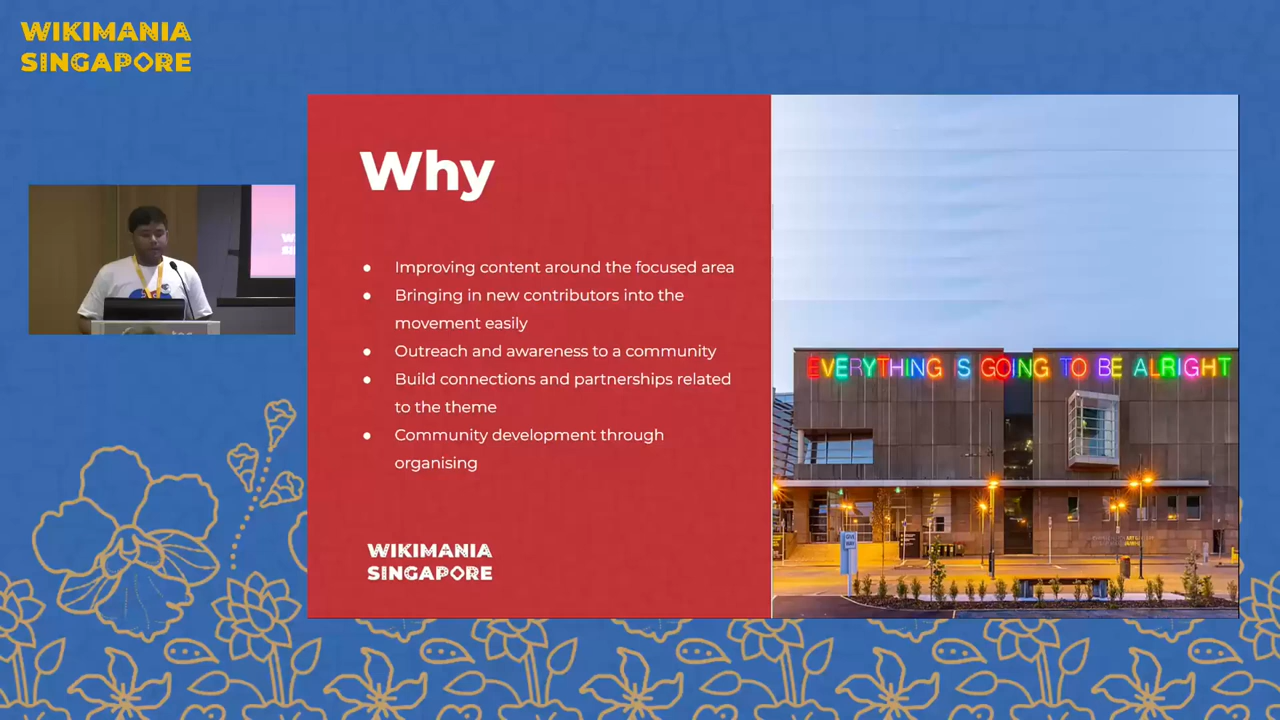 WIKIMANIA
SINGAPORE
Why
● Improving content around the focused area
● Bringing in new contributors into the
movement easily
● Outreach and awareness to a community
● Build connections and partnerships related
to the theme
● Community development through
organising
WIKIMANIA
SINGAPORE
EVERYTHING IS GOING TO BE ALRIGHT